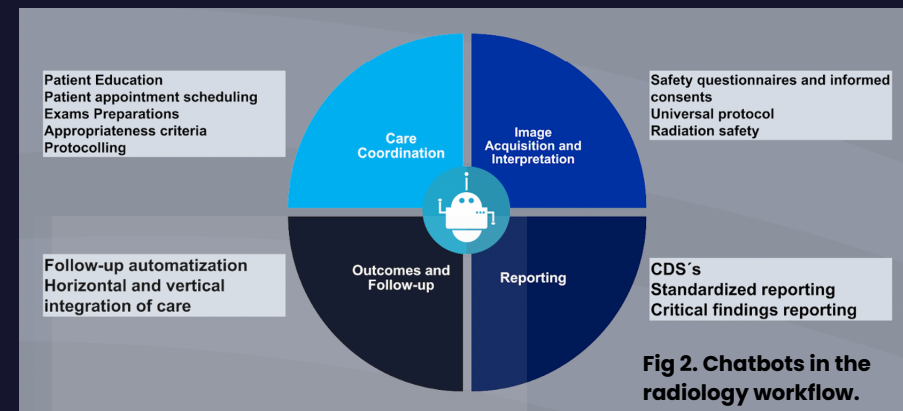 Patient Education
Patient appointment scheduling
Exams Preparations
Appropriateness criteria
Protocolling
Care
Coordination
Image
Acquisition and
Interpretation
Safety questionnaires and informed
consents
Universal protocol
Radiation safety
Follow-up automatization
Horizontal and vertical
integration of care
Outcomes and
Follow-up
Reporting
CDS´s
Standardized reporting
Critical findings reporting
Fig 2. Chatbots in the
radiology workflow.